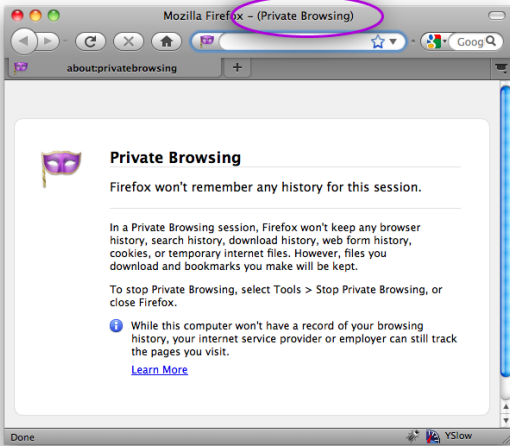 Mozilla Firefox – (Private Browsing)
Goog
about:privatebrowsing
Private Browsing
Firefox won't remember any history for this session.
In a Private Browsing session, Firefox won't keep any browser
history, search history, download history, web form history,
cookies, or temporary internet files. However, files you
download and bookmarks you make will be kept.
To stop Private Browsing, select Tools > Stop Private Browsing, or
close Firefox.
While this computer won't have a record of your browsing
history, your internet service provider or employer can still track
the pages you visit.
Learn More
Done
YSlow